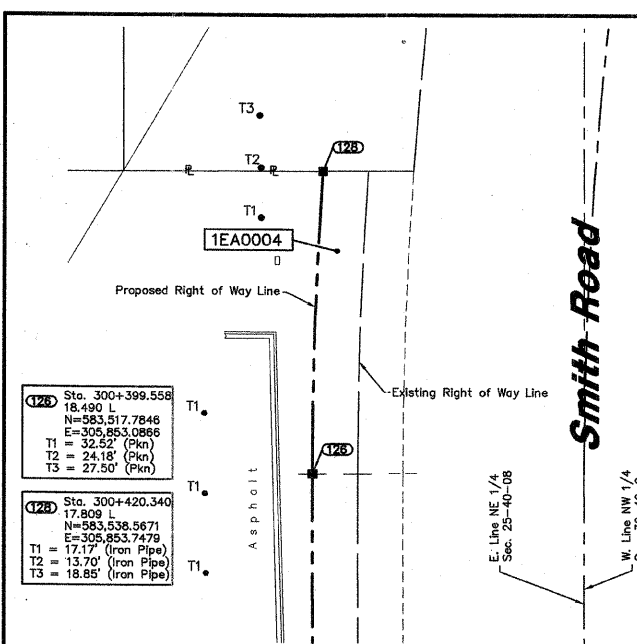 T3
128
T2
PL
PL
T1
1EA0004
Proposed Right of Way Line
Smith Road
Existing Right of Way Line
126 Sta. 300+399.558
18.490 L
N=583,517.7846
E=305,853.0866
T1 = 32.52' (Pkn)
T2 = 24.18' (Pkn)
T3 = 27.50' (Pkn)
T1
126
128 Sta. 300+420.340
17.809 L
N=583,538.5671
E=305,853.7479
T1 = 17.17' (Iron Pipe)
T2 = 13.70' (Iron Pipe)
T3 = 18.85' (Iron Pipe)
T1
T1
Asphalt
E. Line NE 1/4
Sec. 25-40-08
W. Line NW 1/4